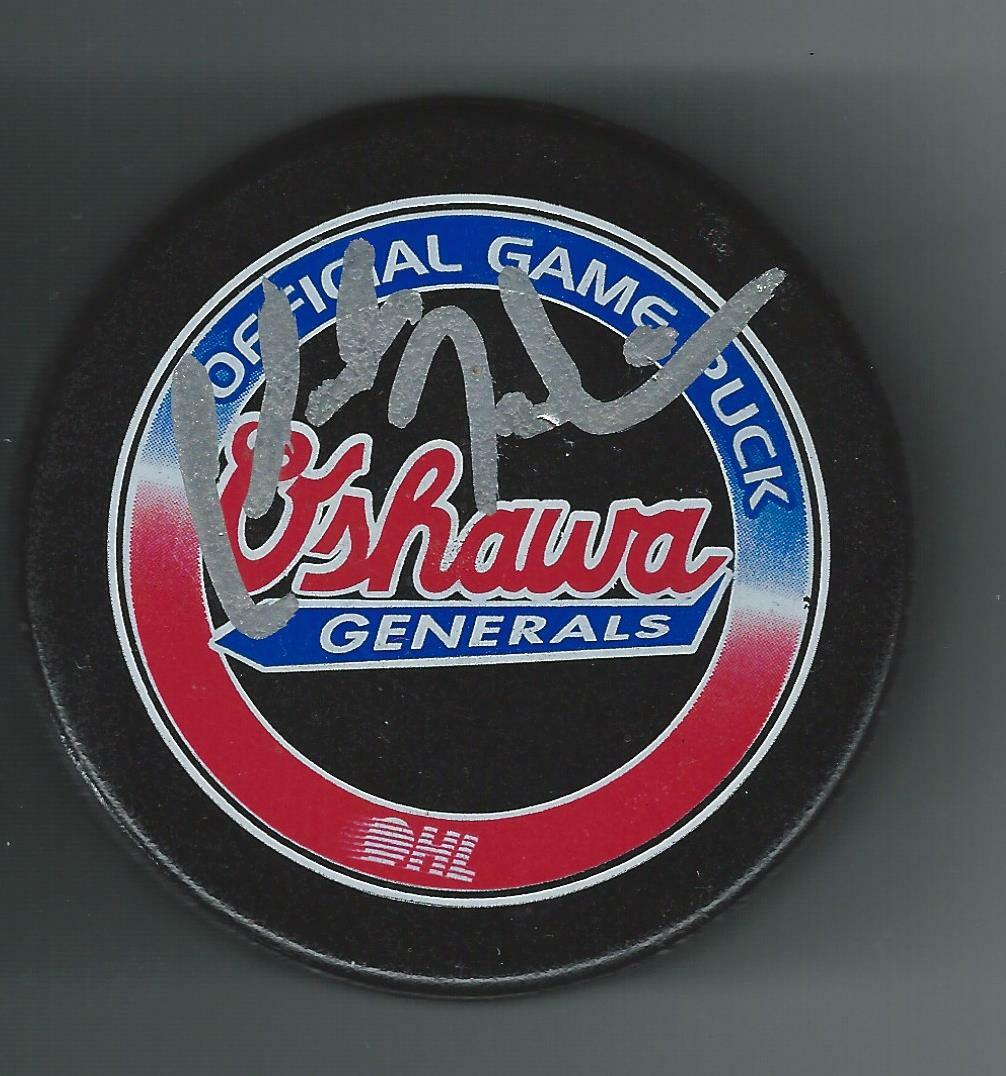 OFFICIAL GAME PUCK
Oshawa
GENERALS
OHL